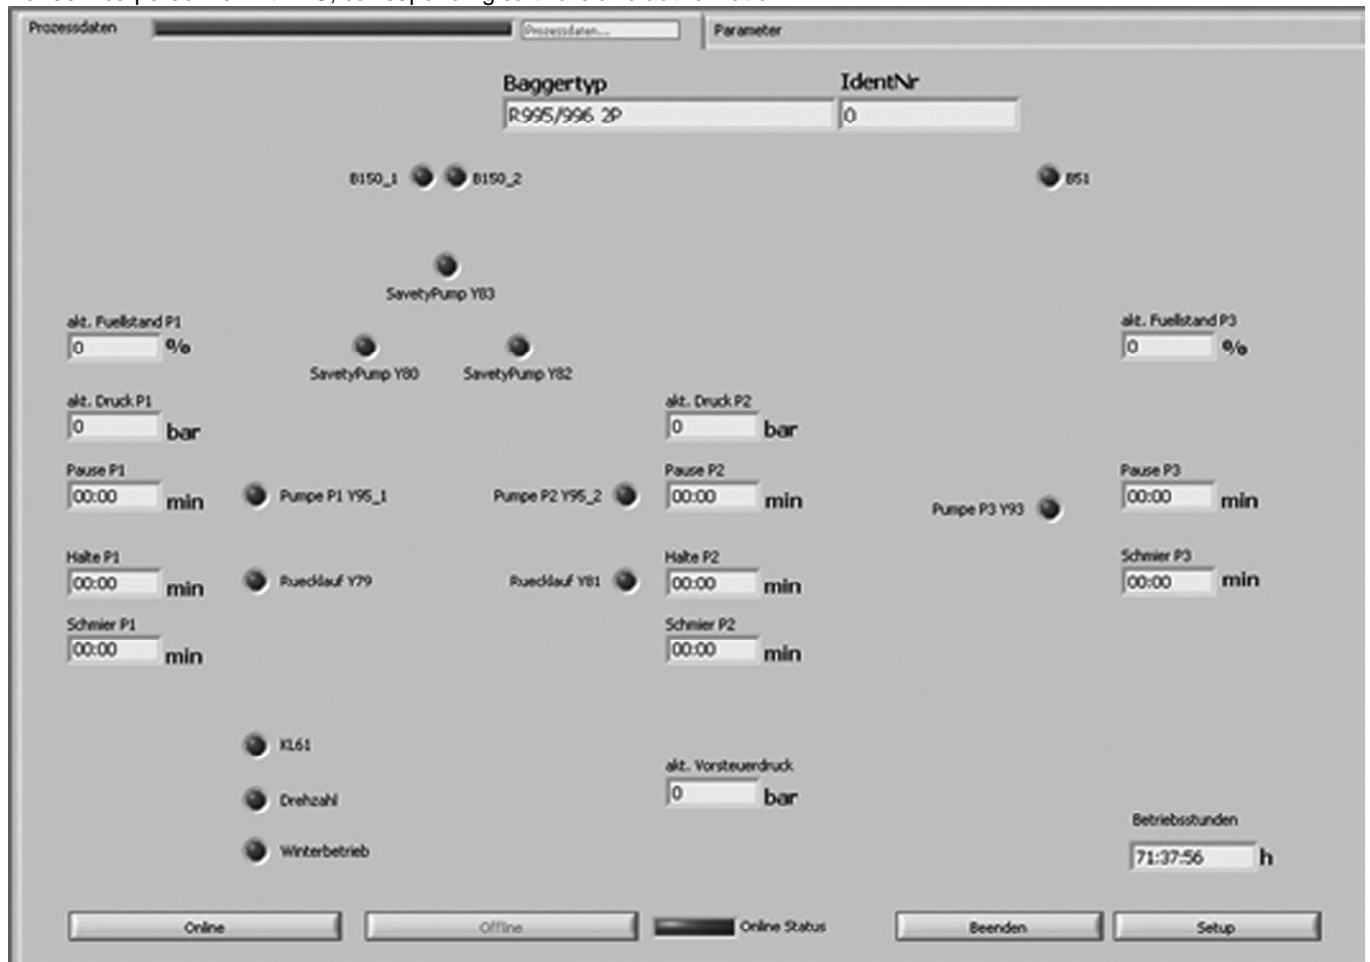 Prozessdaten
Prozessdaten...
Parameter
Baggertyp
IdentNr
R995/996 2P
0
B150_1
B150_2
B51
SavetyPump Y83
akt. Fuellstand P1
0 %
akt. Fuellstand P3
0 %
SavetyPump Y80
SavetyPump Y82
akt. Druck P1
0 bar
akt. Druck P2
0 bar
Pause P1
00:00 min
Pumpe P1 Y95_1
Pumpe P2 Y95_2
Pause P2
00:00 min
Pumpe P3 Y93
Pause P3
00:00 min
Halte P1
00:00 min
Ruecklauf Y79
Ruecklauf Y81
Halte P2
00:00 min
Schmier P3
00:00 min
Schmier P1
00:00 min
Schmier P2
00:00 min
KL61
Drehzahl
Winterbetrieb
akt. Vorsteuerdruck
0 bar
Betriebsstunden
71:37:56 h
Online
Offline
Online Status
Beenden
Setup